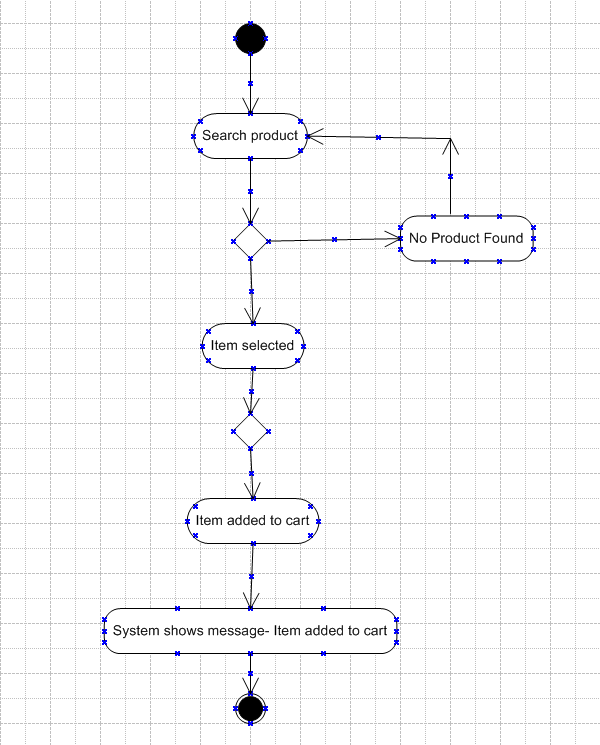 Search product
No Product Found
Item selected
Item added to cart
System shows message- Item added to cart